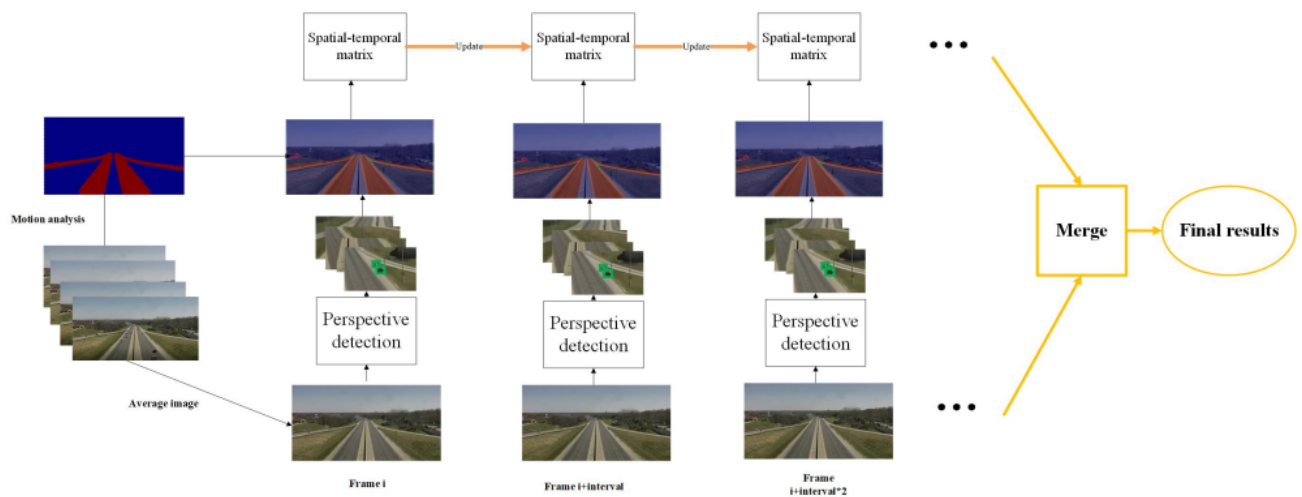 Spatial-temporal
matrix
Update
Spatial-temporal
matrix
Update
Spatial-temporal
matrix
...
Motion analysis
Merge
Final results
Perspective
detection
Perspective
detection
Perspective
detection
Average image
...
Frame i
Frame i+interval
Frame
i+interval*2